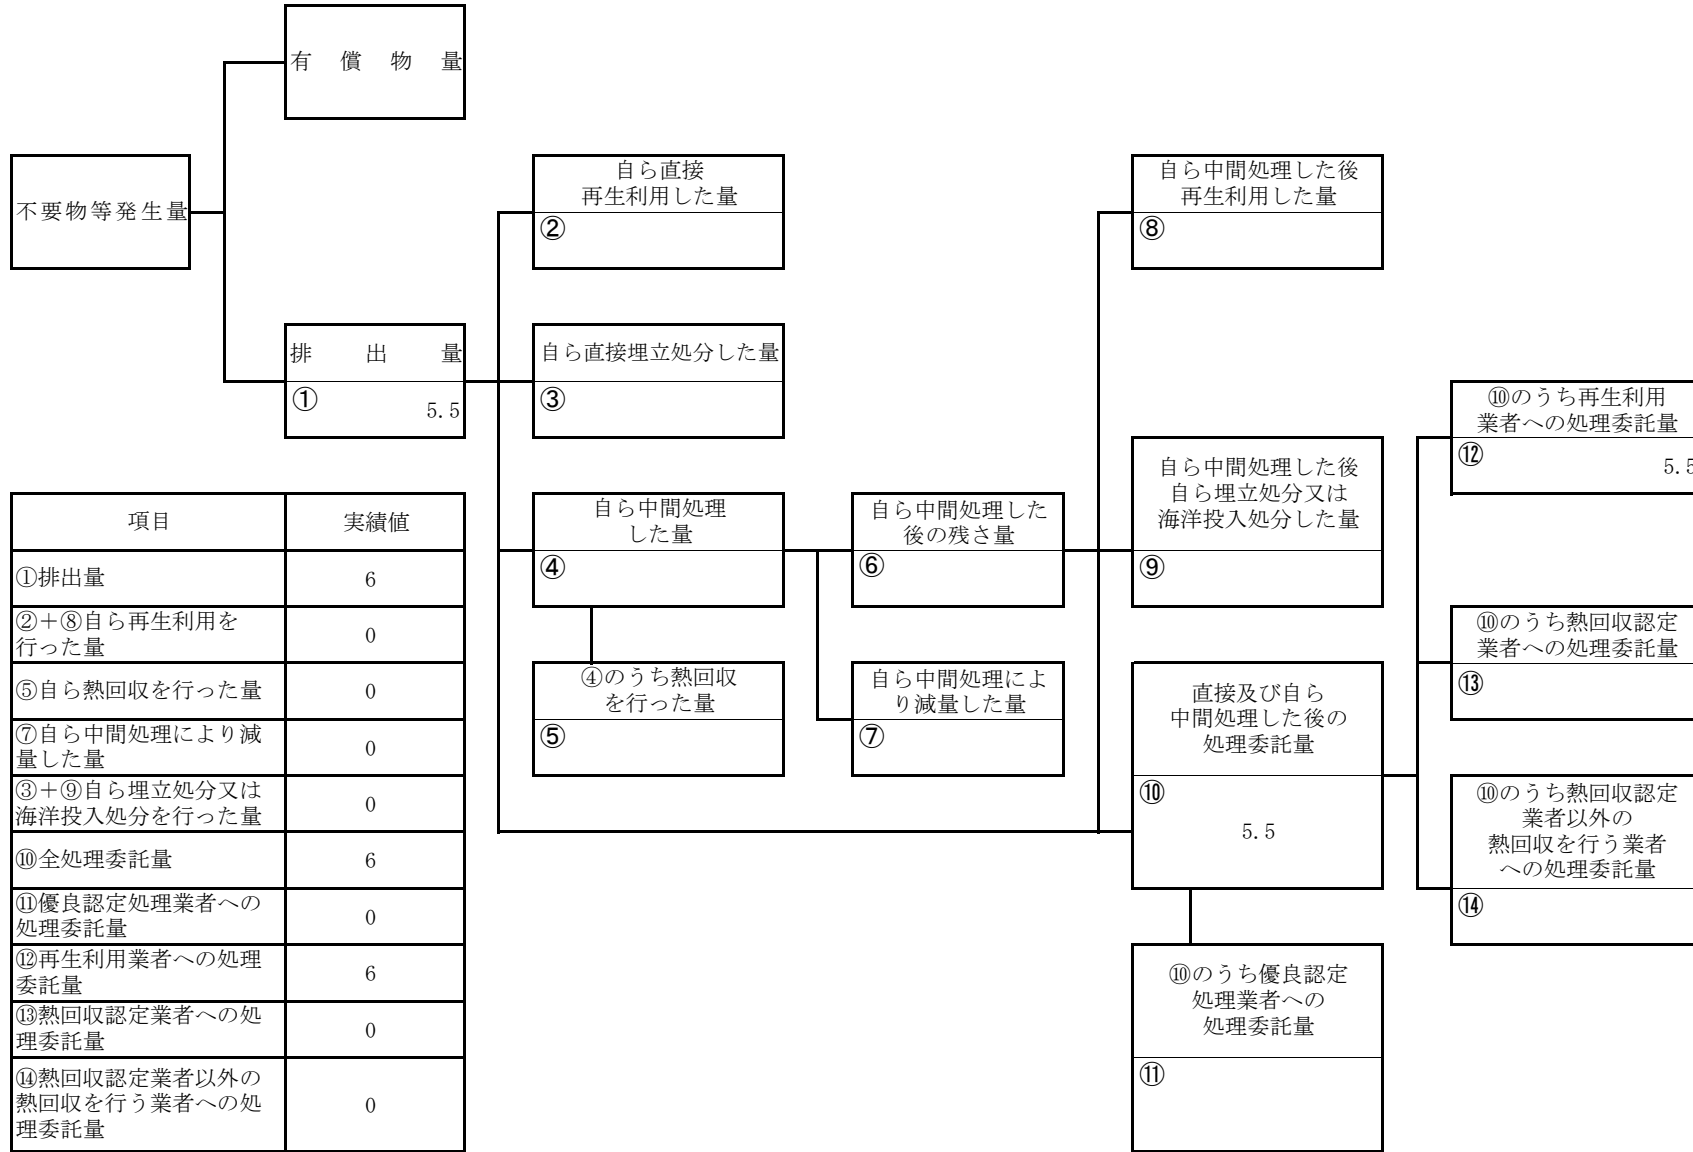 有償物量
不要物等発生量
自ら直接
再生利用した量
②
自ら中間処理した後
再生利用した量
⑧
排出量
①
5.5
自ら直接埋立処分した量
③
⑩のうち再生利用
業者への処理委託量
⑫
5.5
自ら中間処理
した量
④
自ら中間処理した
後の残さ量
⑥
自ら中間処理した後
自ら埋立処分又は
海洋投入処分した量
⑨
⑩のうち熱回収認定
業者への処理委託量
⑬
④のうち熱回収
を行った量
⑤
自ら中間処理によ
り減量した量
⑦
直接及び自ら
中間処理した後の
処理委託量
⑩
5.5
⑩のうち熱回収認定
業者以外の
熱回収を行う業者
への処理委託量
⑭
⑩のうち優良認定
処理業者への
処理委託量
⑪
項目 実績値
①排出量 6
②+⑧自ら再生利用を
行った量 0
⑤自ら熱回収を行った量 0
⑦自ら中間処理により減
量した量 0
③+⑨自ら埋立処分又は
海洋投入処分を行った量 0
⑩全処理委託量 6
⑪優良認定処理業者への
処理委託量 0
⑫再生利用業者への処理
委託量 6
⑬熱回収認定業者への処
理委託量 0
⑭熱回収認定業者以外の
熱回収を行う業者への処
理委託量 0